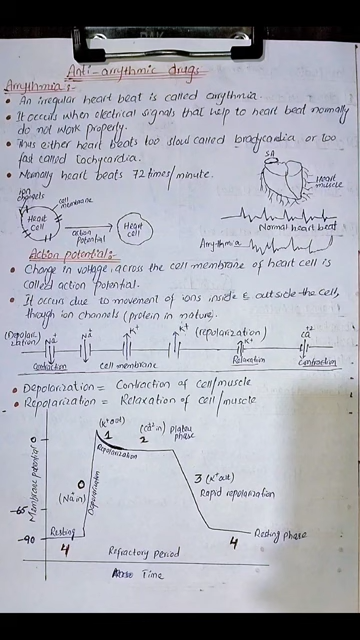 Anti-arrythmic drugs
Arrythmia :-
• An irregular heart beat is called arrythmia.
• It occurs when electrical signals that help to heart beat normally
do not work properly.
• Thus either heart beats too slow called bradycardia or too
fast called tachycardia.
• Normally heart beats 72 times/minute.
SA
Heart
muscle
ion
channels
cell membrane
Heart
cell
action
potential
Heart
cell
Normal heart beat
Arrythmia
Action potential :-
• Change in voltage across the cell membrane of heart cell is
called action potential.
• It occurs due to movement of ions inside & outside the cell,
though ion channels (protein in nature).
(Depolari-
zation)
Na+
Na+
K+
K+
(repolarization)
K+
Ca+2
Contraction
cell membrane
Relaxation
Contraction
• Depolarization = Contraction of cell/muscle
• Repolarization = Relaxation of cell/muscle
Membrane potential
0
-65
-90
(K+ out)
1
Repolarization
(Ca+2 in) Plateu
phase
2
0
(Na+ in)
Depolarization
3 (K+ out)
Rapid repolarization
Resting
4
4
Resting phase
Refractory period
Time